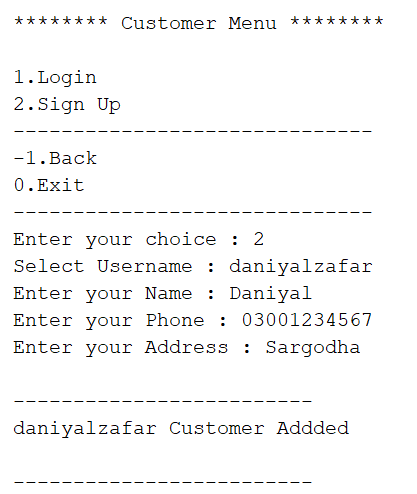 ******** Customer Menu ********
1.Login
2.Sign Up
------------------------------
-1.Back
0.Exit
------------------------------
Enter your choice : 2
Select Username : daniyalzafar
Enter your Name : Daniyal
Enter your Phone : 03001234567
Enter your Address : Sargodha
-------------------------
daniyalzafar Customer Addded
-------------------------